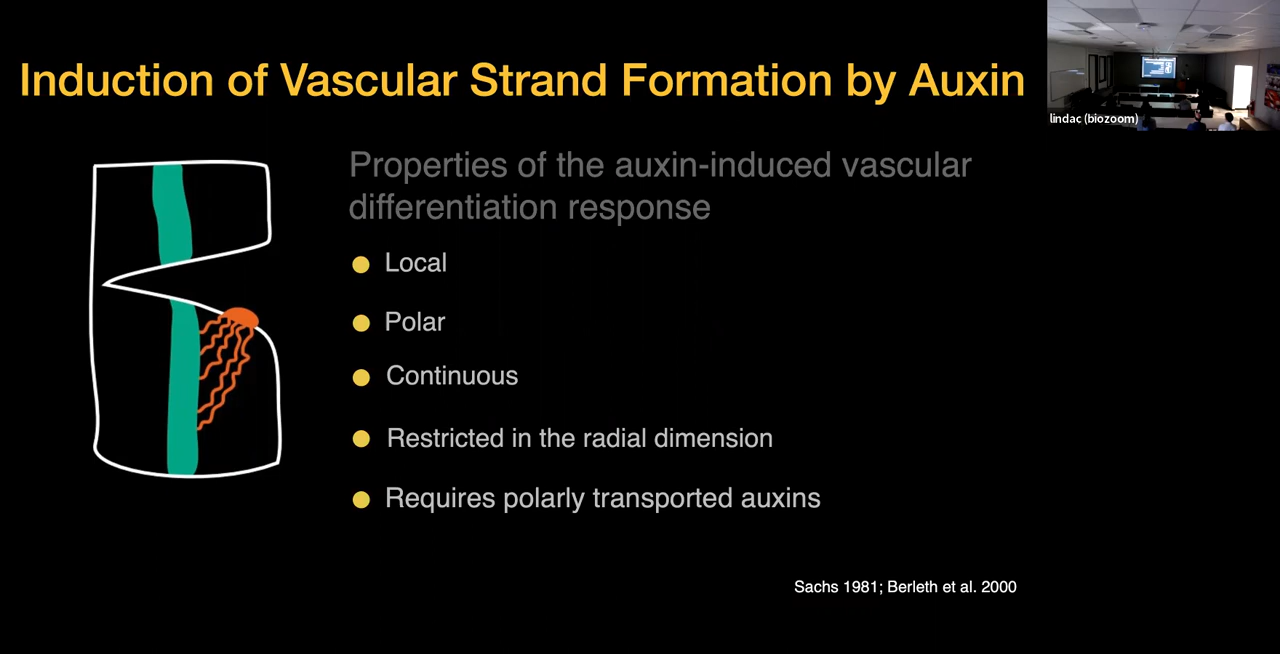 Induction of Vascular Strand Formation by Auxin
lindac (biozoom)
Properties of the auxin-induced vascular
differentiation response
Local
Polar
Continuous
Restricted in the radial dimension
Requires polarly transported auxins
Sachs 1981; Berleth et al. 2000